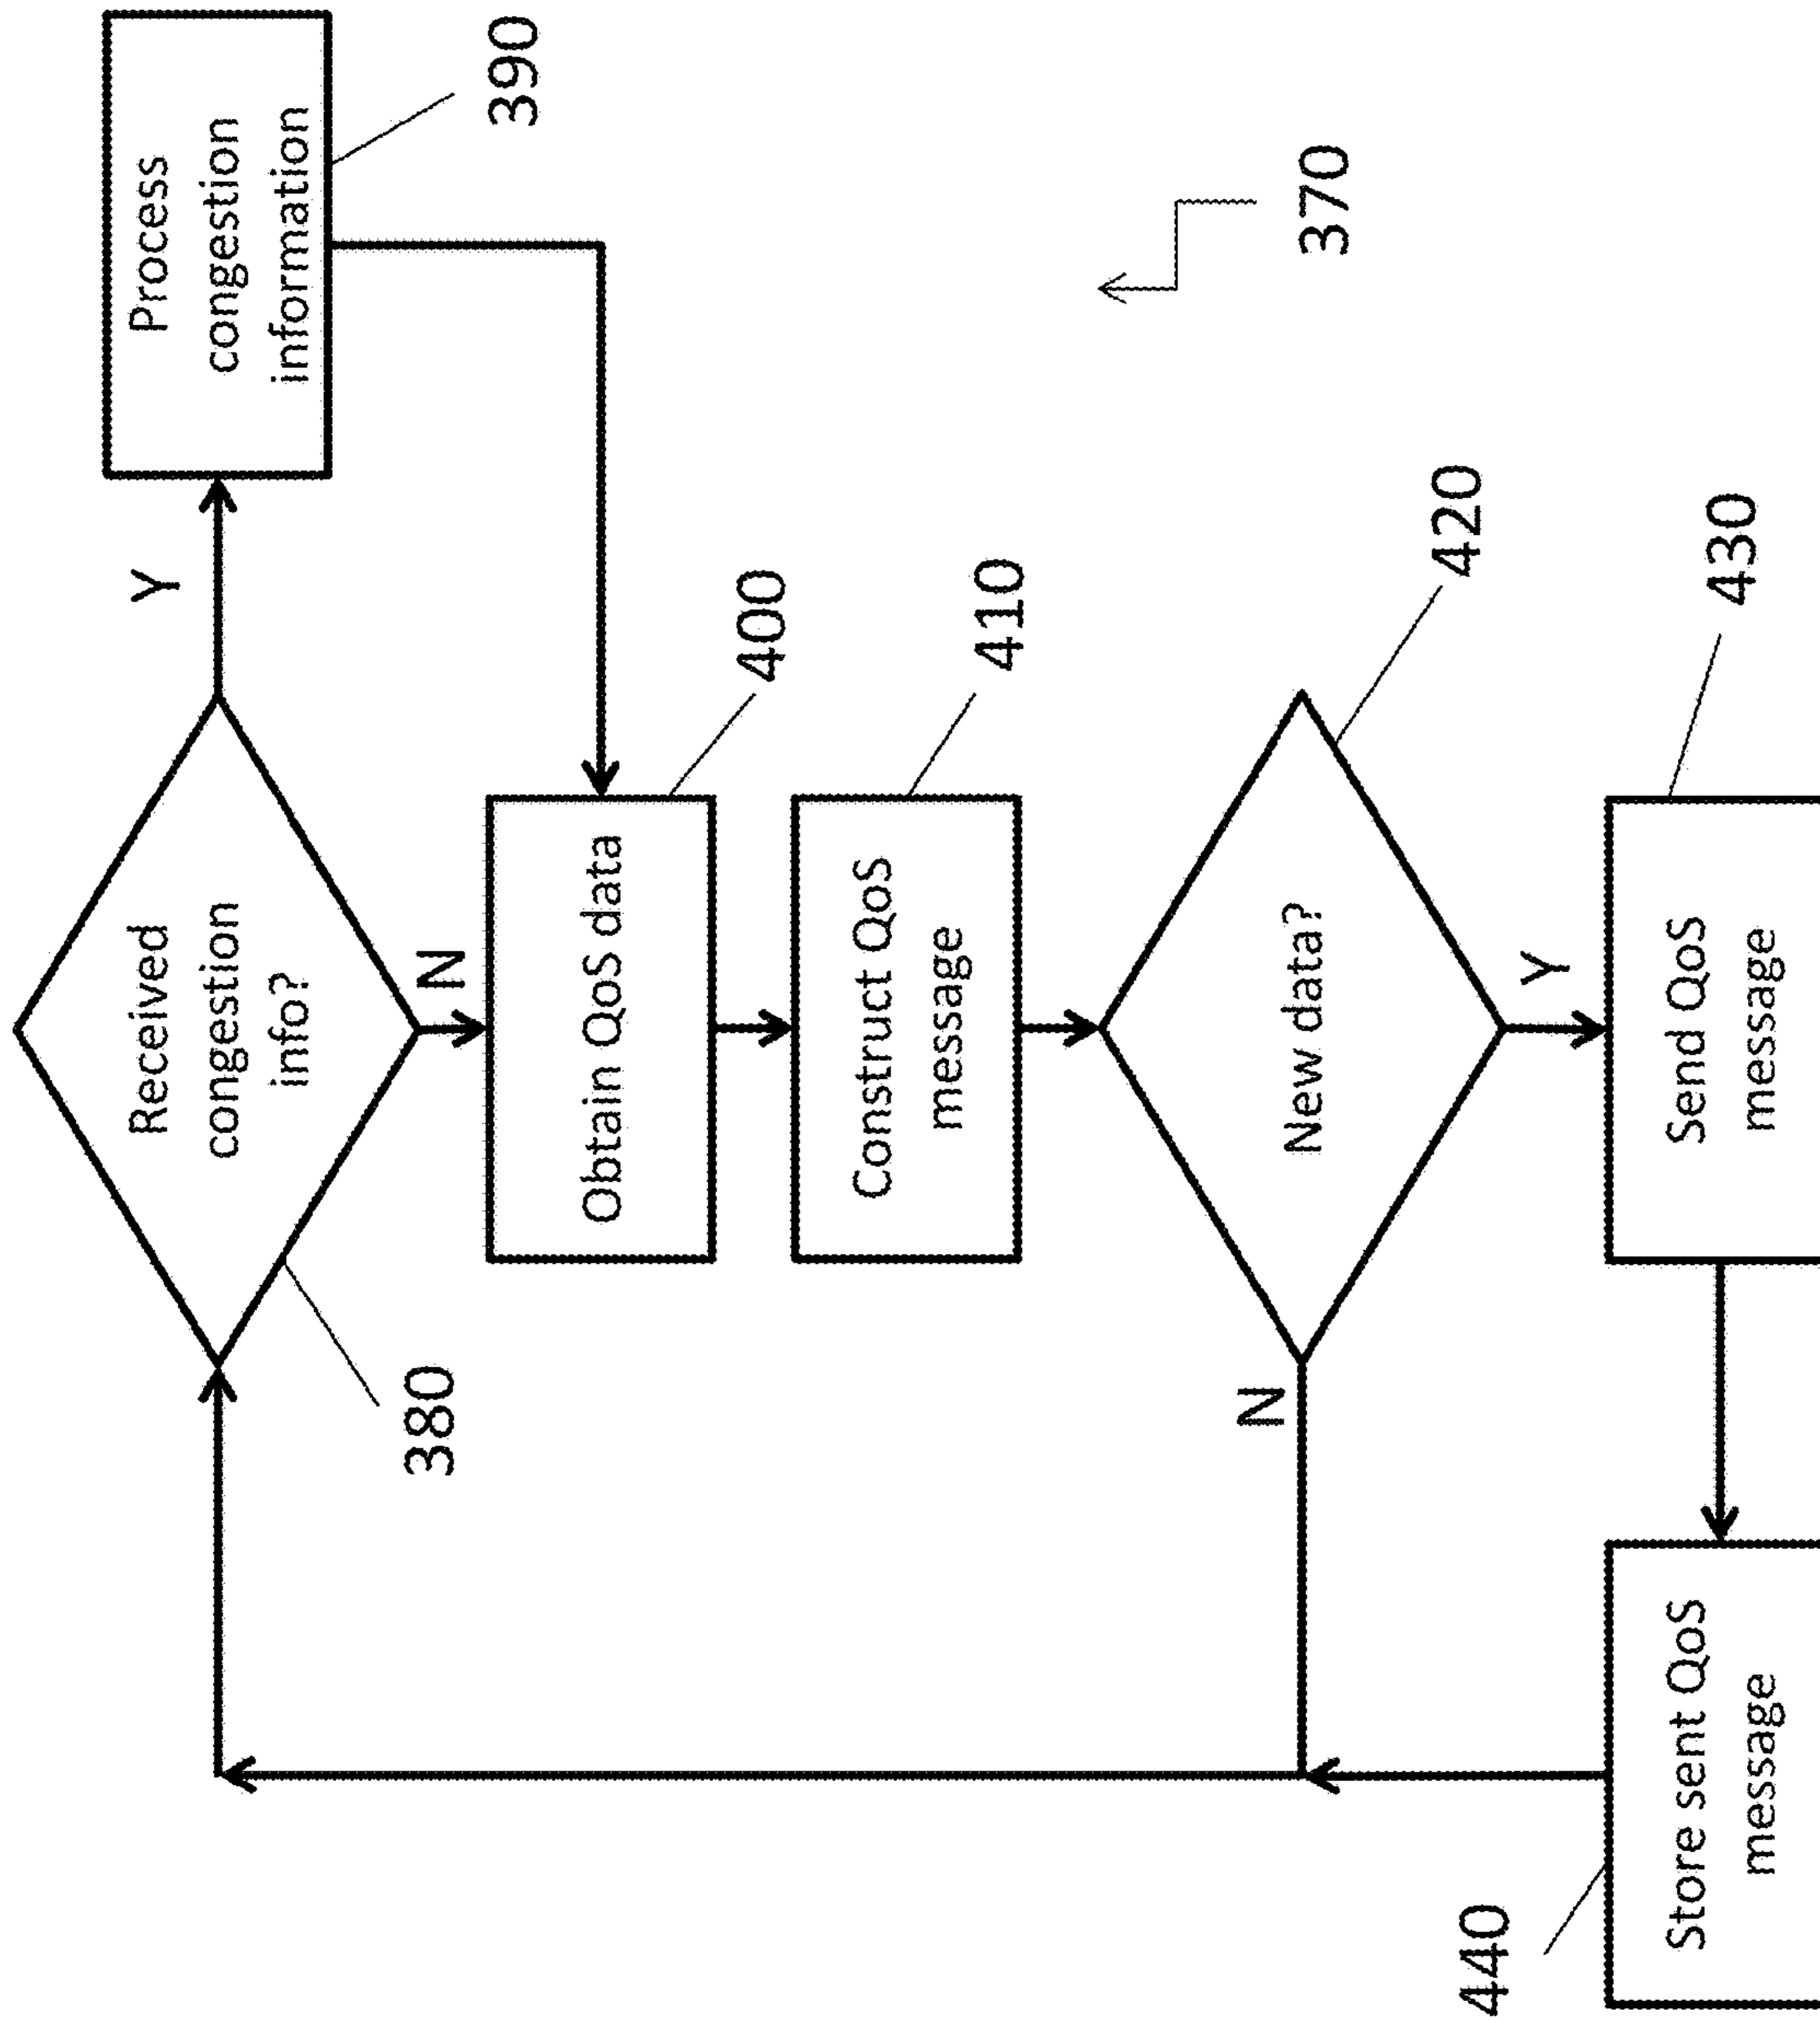 Received
congestion
info?
380
Y
Process
congestion
information
390
N
Obtain QoS data
400
Construct QoS
message
410
New data?
420
N
Y
Send QoS
message
430
Store sent QoS
message
440
370